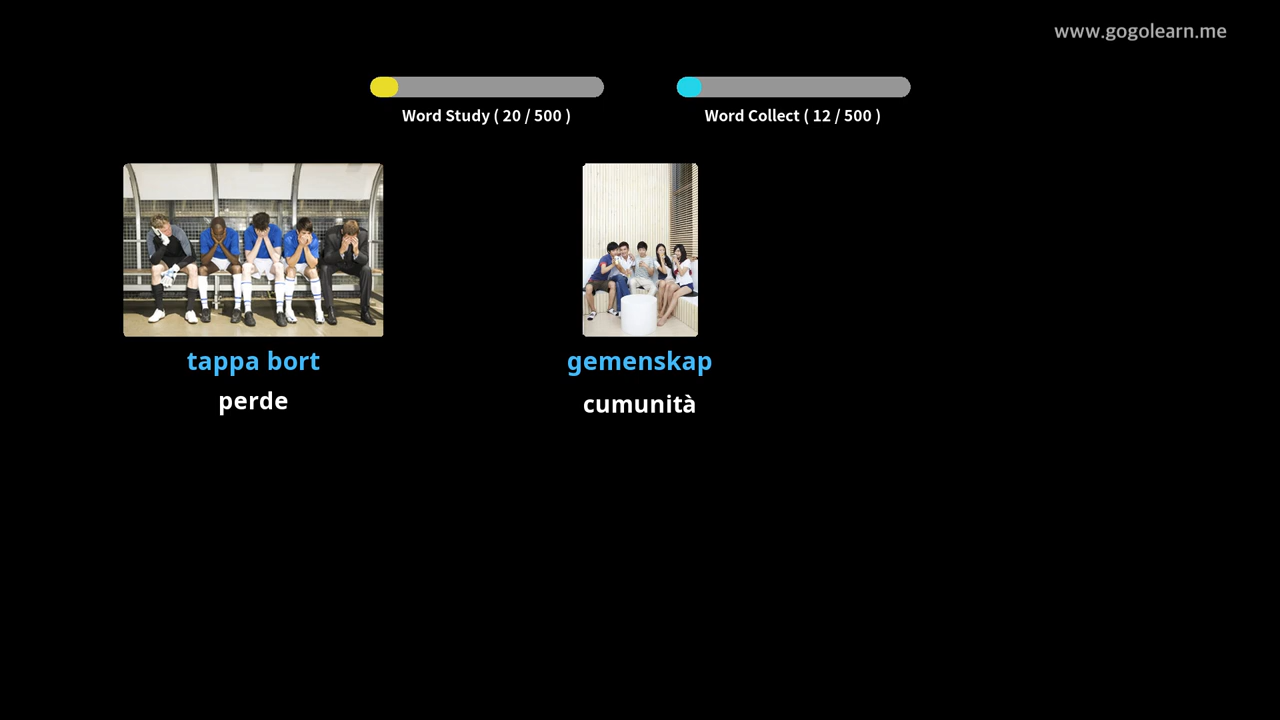 www.gogolearn.me
Word Study ( 20 / 500 )
Word Collect ( 12 / 500 )
tappa bort
perde
gemenskap
cumunità